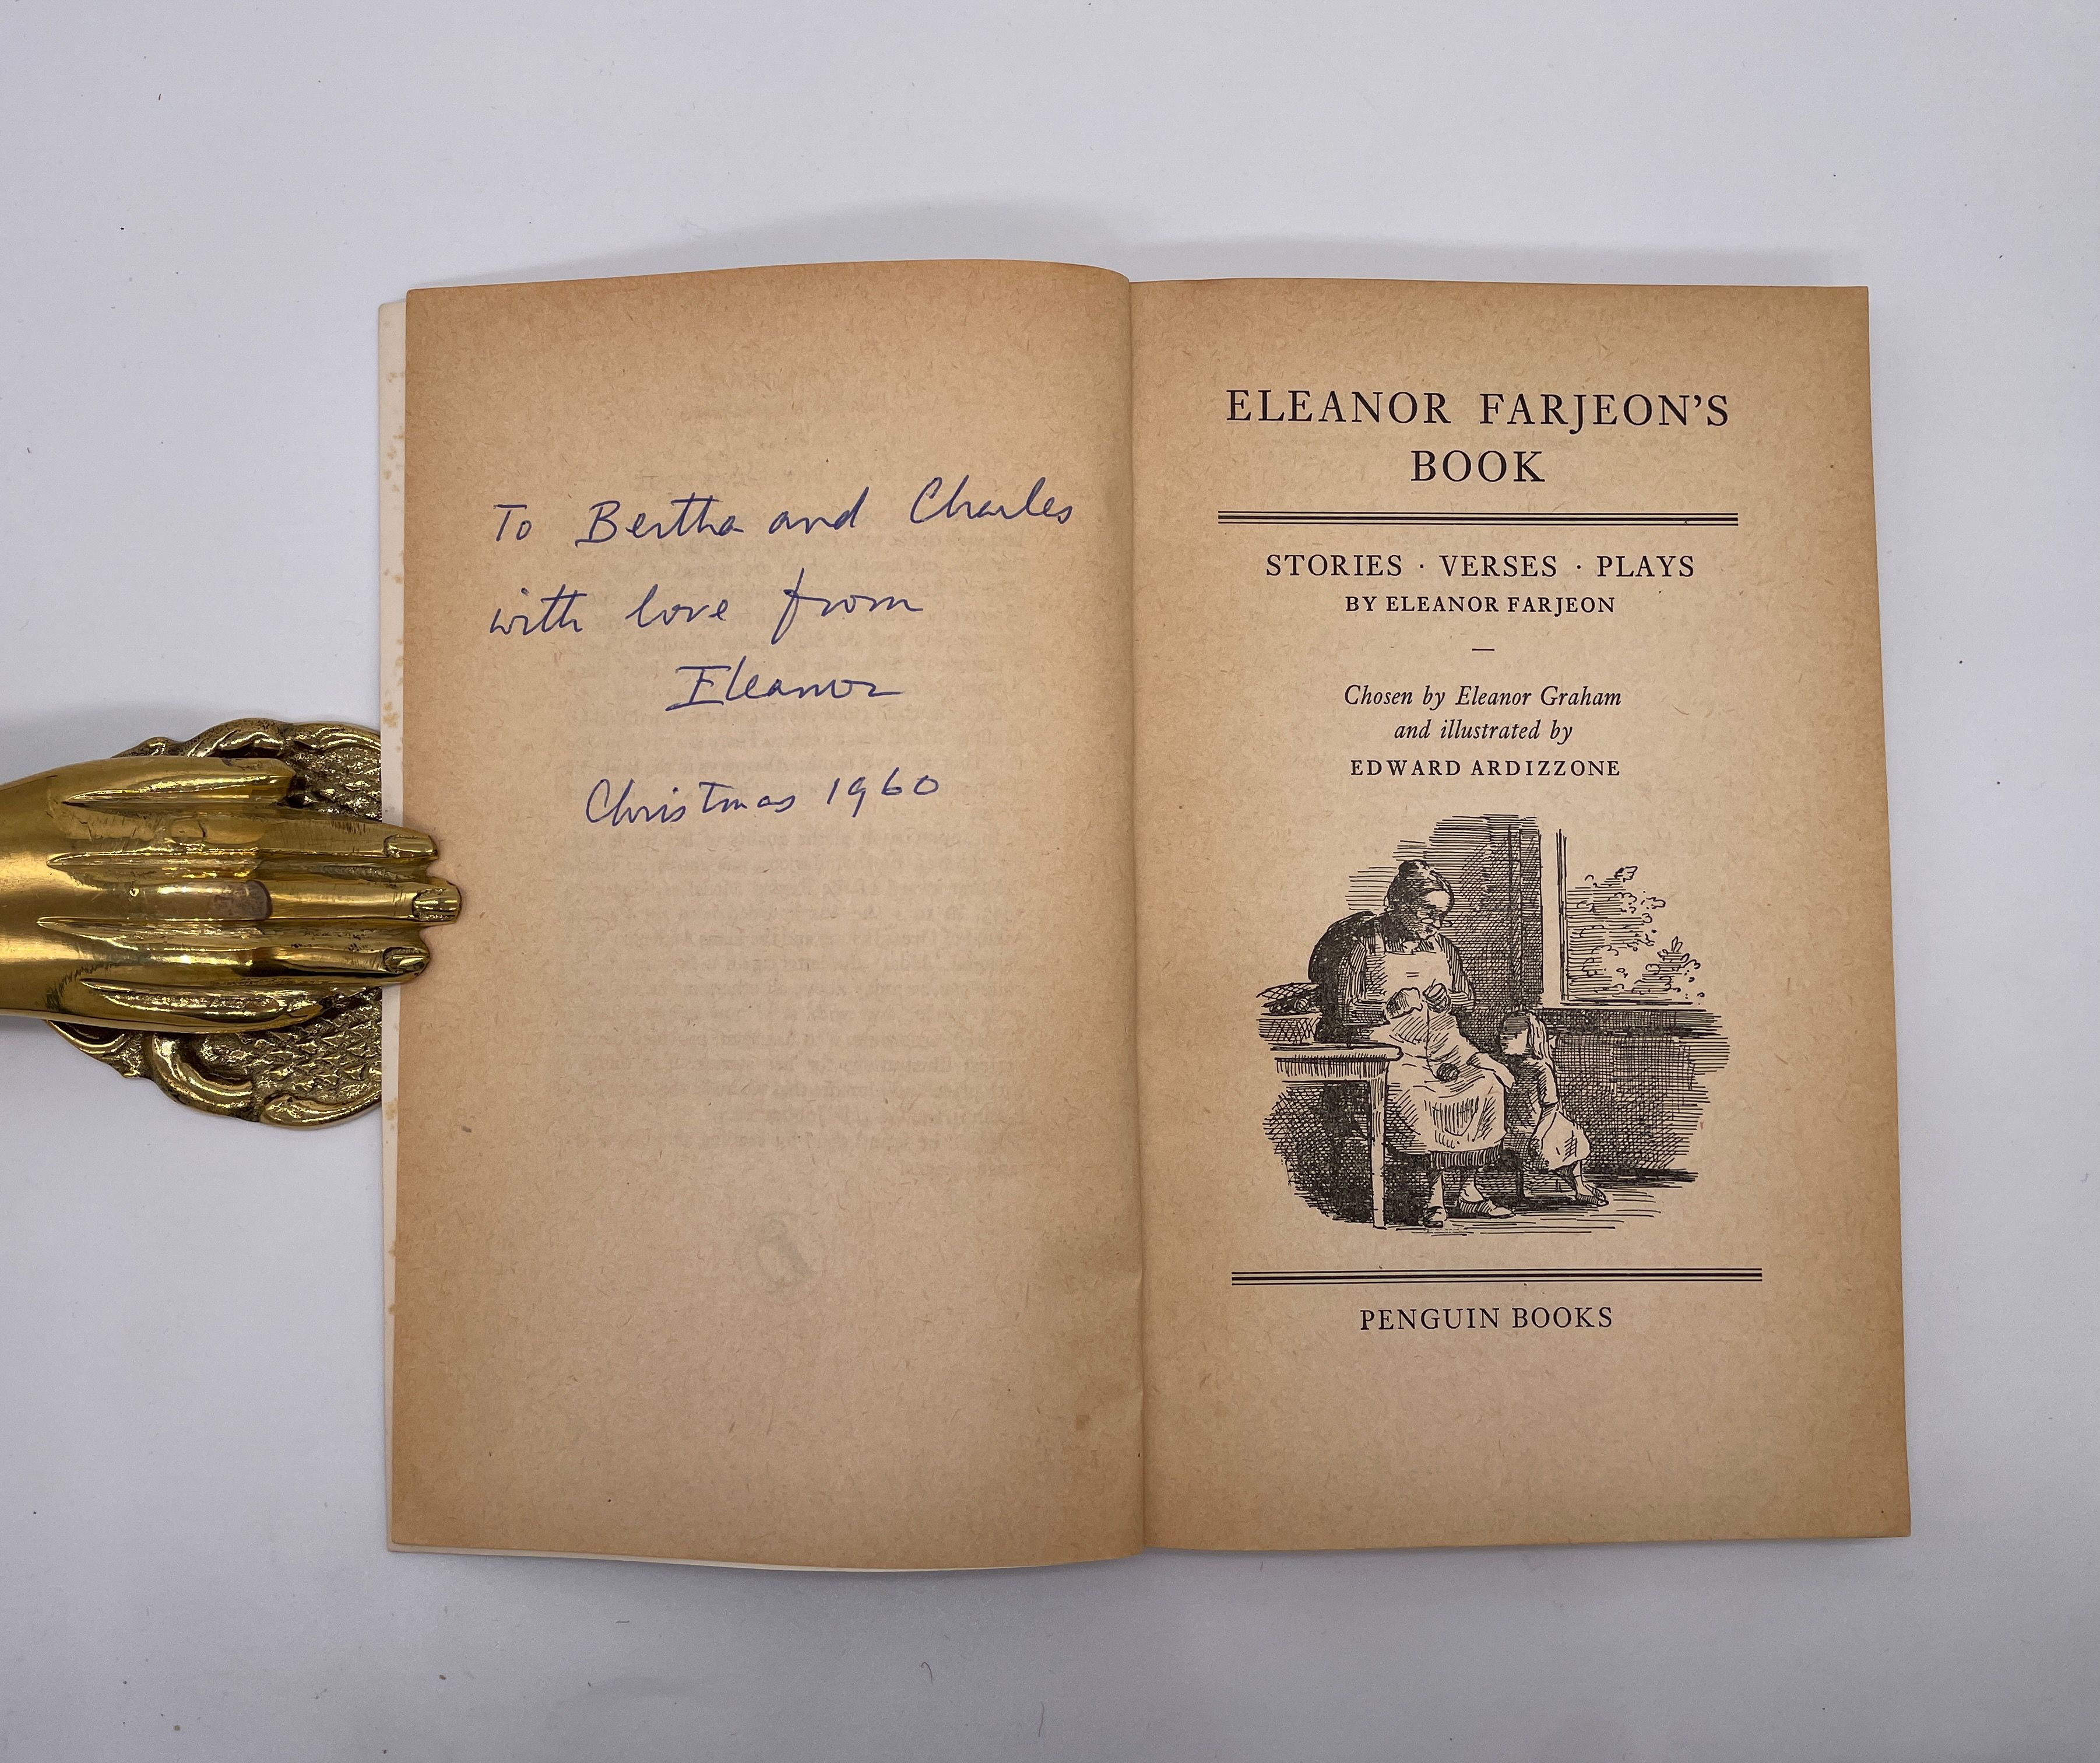 To Bertha and Charles
with love from
Eleanor
Christmas 1960
ELEANOR FARJEON'S
BOOK
STORIES · VERSES · PLAYS
BY ELEANOR FARJEON
—
Chosen by Eleanor Graham
and illustrated by
EDWARD ARDIZZONE
PENGUIN BOOKS